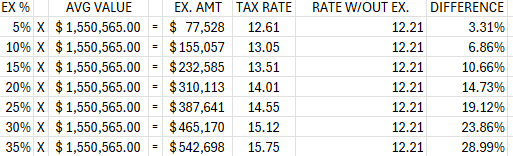 EX % AVG VALUE EX. AMT TAX RATE RATE W/OUT EX. DIFFERENCE
5% X $ 1,550,565.00 = $ 77,528 12.61 12.21 3.31%
10% X $ 1,550,565.00 = $ 155,057 13.05 12.21 6.86%
15% X $ 1,550,565.00 = $ 232,585 13.51 12.21 10.66%
20% X $ 1,550,565.00 = $ 310,113 14.01 12.21 14.73%
25% X $ 1,550,565.00 = $ 387,641 14.55 12.21 19.12%
30% X $ 1,550,565.00 = $ 465,170 15.12 12.21 23.86%
35% X $ 1,550,565.00 = $ 542,698 15.75 12.21 28.99%